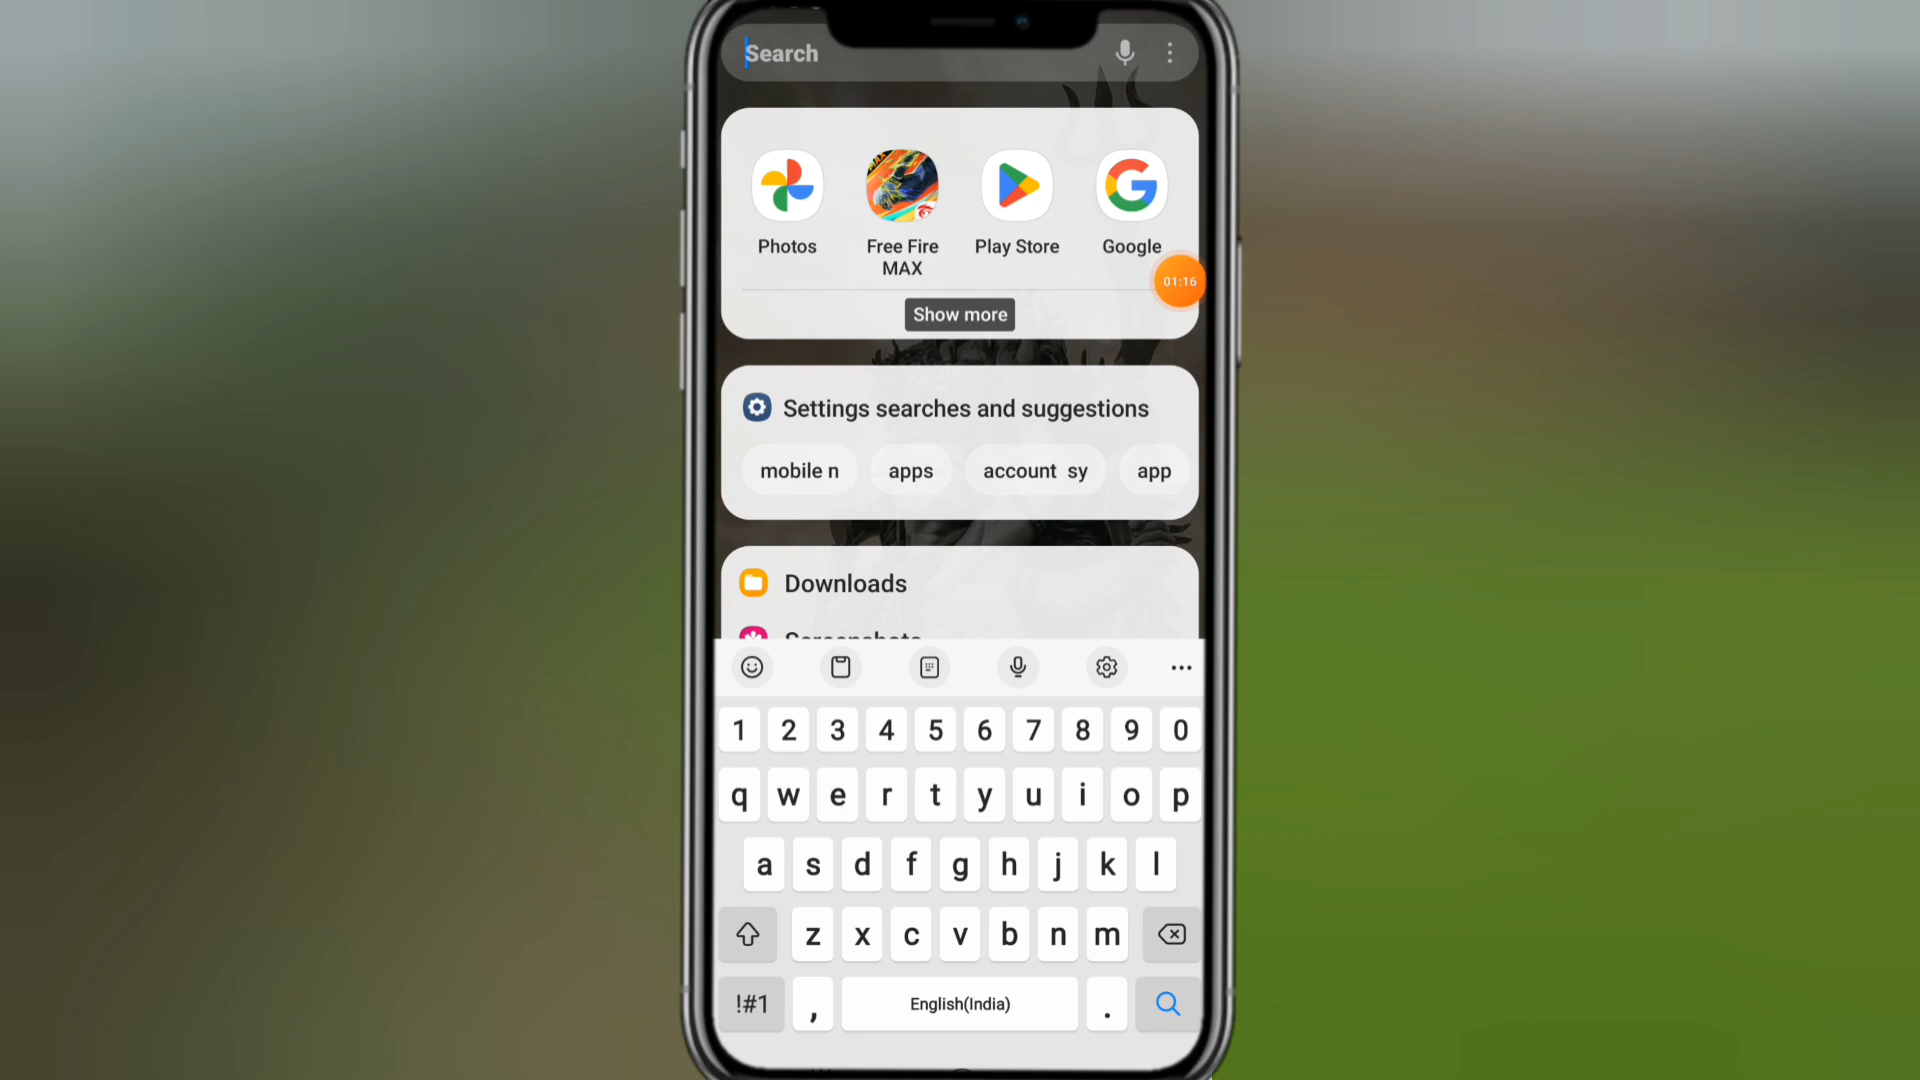 Search
Photos
Free Fire
MAX
Play Store
Google
01:16
Show more
Settings searches and suggestions
mobile n
apps
account sy
app
Downloads
Screenshots
1 2 3 4 5 6 7 8 9 0
q w e r t y u i o p
a s d f g h j k l
z x c v b n m
!#1 , English(India) .